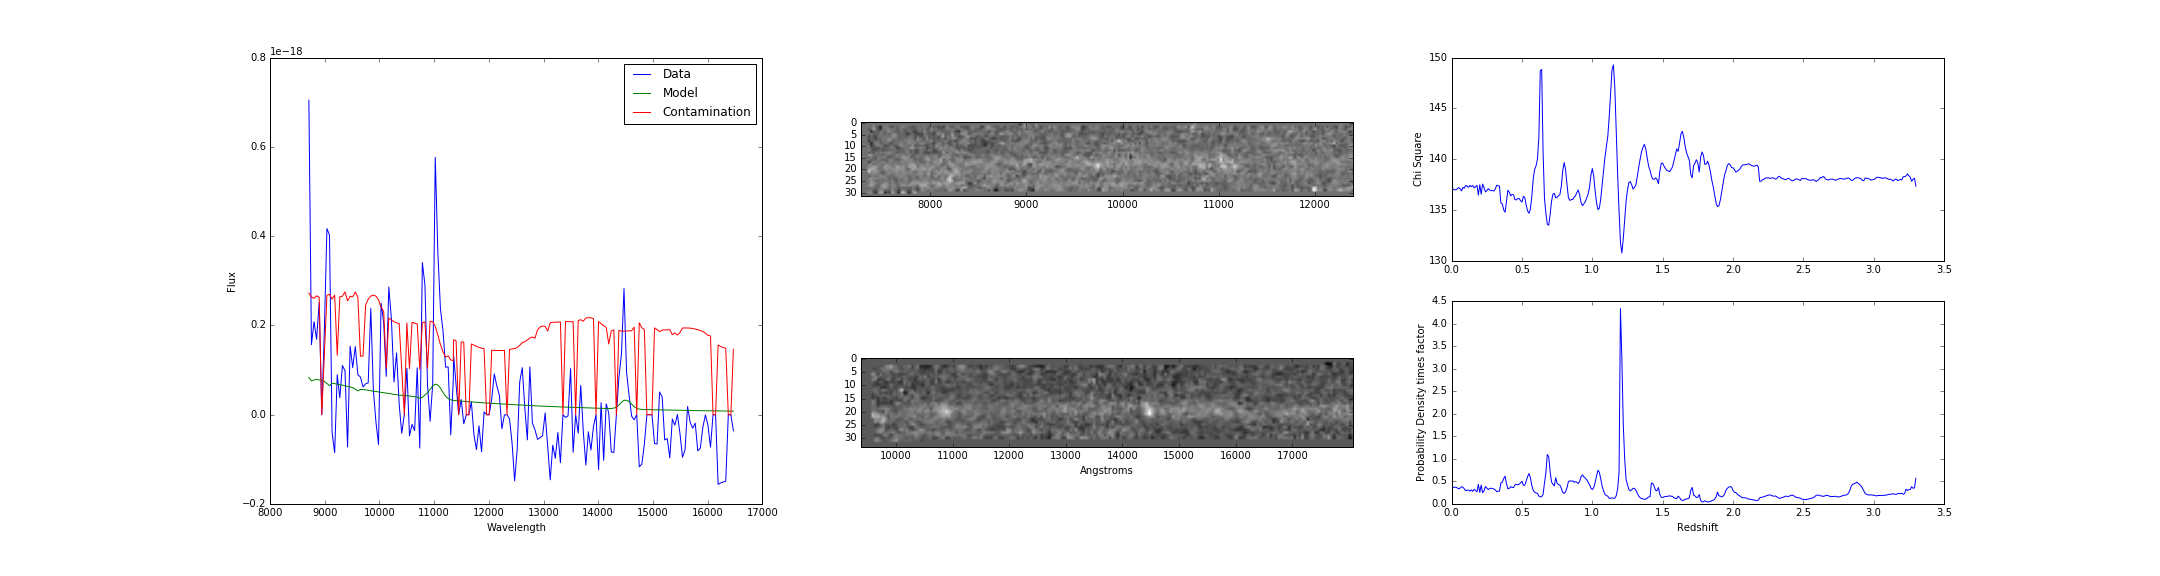 1e−18
0.8
0.6
0.4
0.2
0.0
−0.2
Flux
8000 9000 10000 11000 12000 13000 14000 15000 16000 17000
Wavelength
Data
Model
Contamination
0
5
10
15
20
25
30
8000 9000 10000 11000 12000
0
5
10
15
20
25
30
10000 11000 12000 13000 14000 15000 16000 17000
Angstroms
150
145
140
135
130
Chi Square
0.0 0.5 1.0 1.5 2.0 2.5 3.0 3.5
4.5
4.0
3.5
3.0
2.5
2.0
1.5
1.0
0.5
0.0
Probability Density times factor
0.0 0.5 1.0 1.5 2.0 2.5 3.0 3.5
Redshift